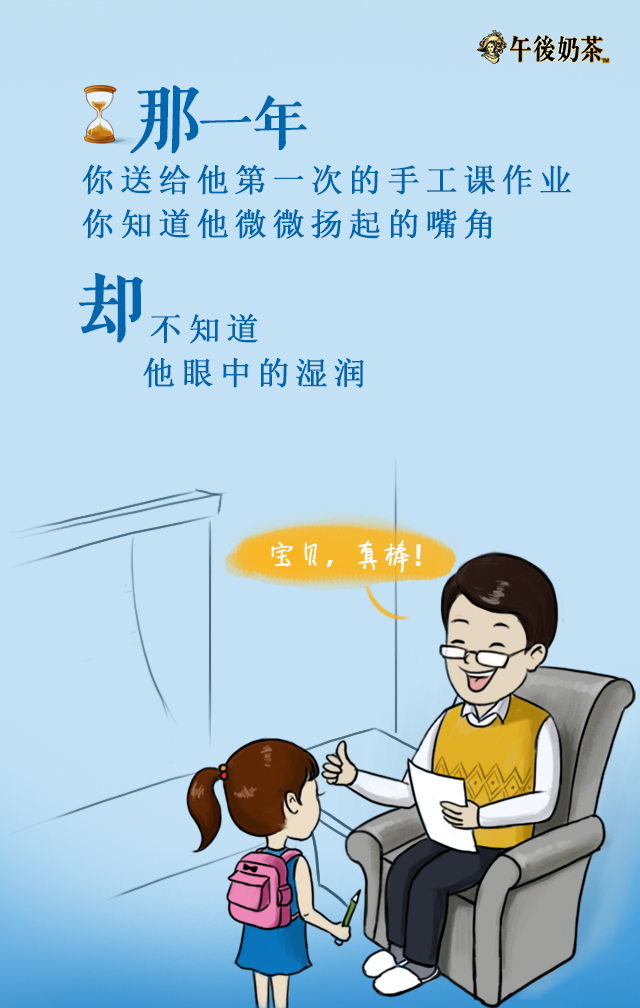 午後奶茶™
那一年
你送给他第一次的手工课作业
你知道他微微扬起的嘴角
却不知道
他眼中的湿润
宝贝，真棒！